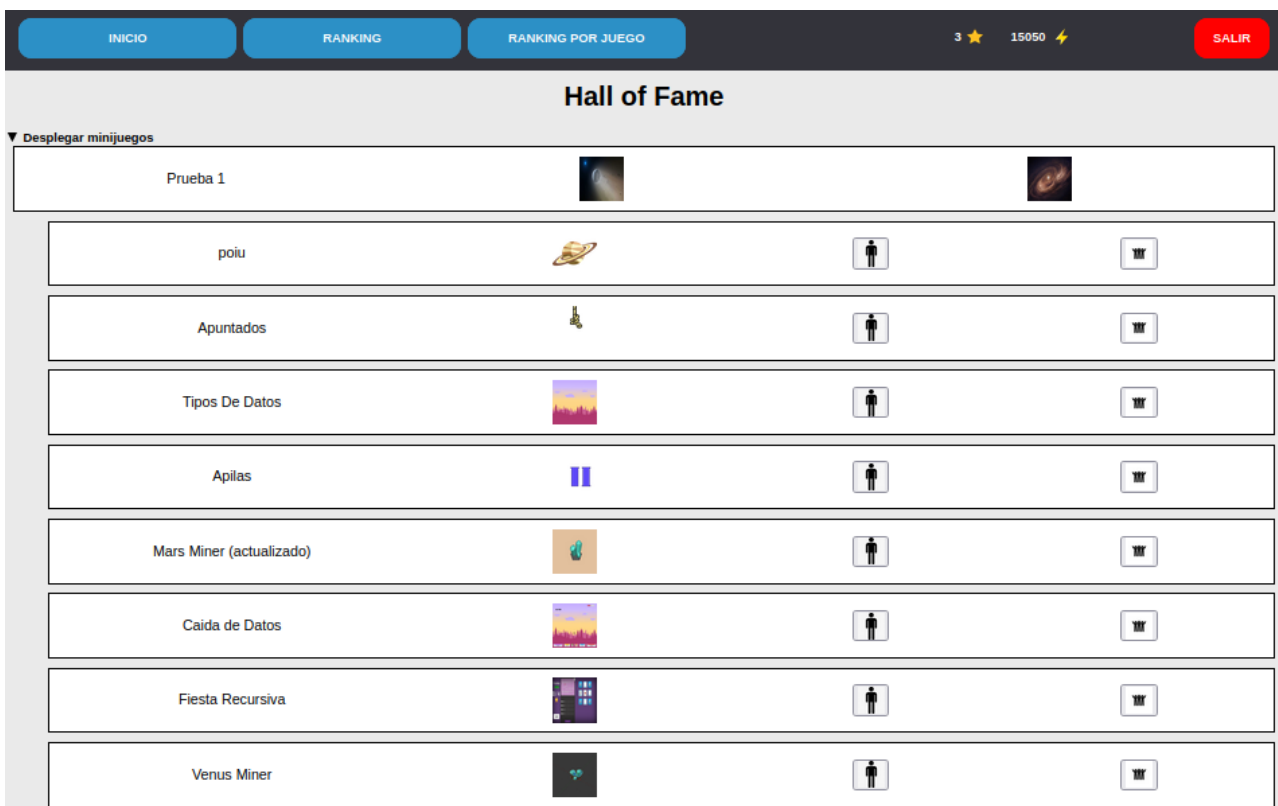 INICIO RANKING RANKING POR JUEGO 3 15050 SALIR
Hall of Fame
▼ Desplegar minijuegos
Prueba 1
poiu
Apuntados
Tipos De Datos
Apilas
Mars Miner (actualizado)
Caida de Datos
Fiesta Recursiva
Venus Miner